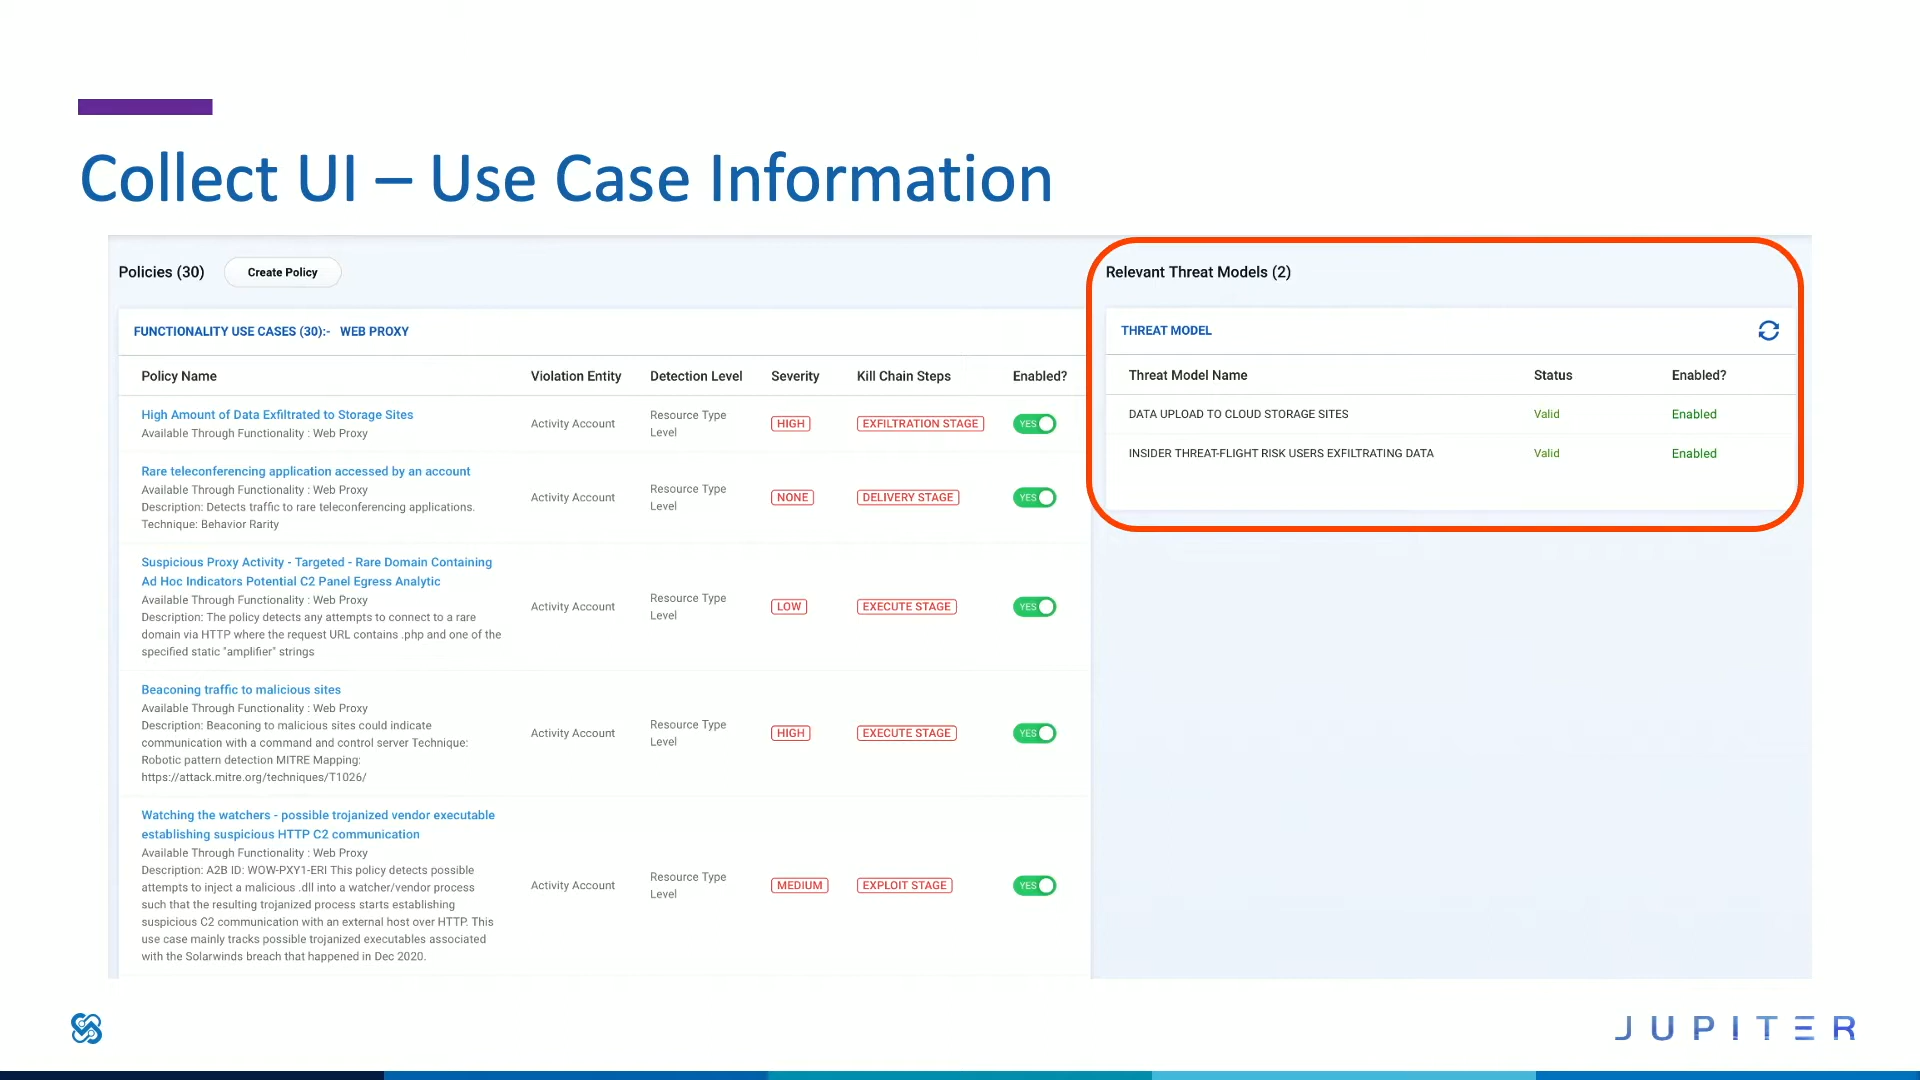 Collect UI – Use Case Information
Policies (30)
Create Policy
FUNCTIONALITY USE CASES (30):- WEB PROXY
Policy Name Violation Entity Detection Level Severity Kill Chain Steps Enabled?
High Amount of Data Exfiltrated to Storage Sites
Available Through Functionality : Web Proxy
Activity Account
Resource Type
Level
HIGH
EXFILTRATION STAGE
YES
Rare teleconferencing application accessed by an account
Available Through Functionality : Web Proxy
Description: Detects traffic to rare teleconferencing applications.
Technique: Behavior Rarity
Activity Account
Resource Type
Level
NONE
DELIVERY STAGE
YES
Suspicious Proxy Activity - Targeted - Rare Domain Containing
Ad Hoc Indicators Potential C2 Panel Egress Analytic
Available Through Functionality : Web Proxy
Description: The policy detects any attempts to connect to a rare
domain via HTTP where the request URL contains .php and one of the
specified static "amplifier" strings
Activity Account
Resource Type
Level
LOW
EXECUTE STAGE
YES
Beaconing traffic to malicious sites
Available Through Functionality : Web Proxy
Description: Beaconing to malicious sites could indicate
communication with a command and control server Technique:
Robotic pattern detection MITRE Mapping:
https://attack.mitre.org/techniques/T1026/
Activity Account
Resource Type
Level
HIGH
EXECUTE STAGE
YES
Watching the watchers - possible trojanized vendor executable
establishing suspicious HTTP C2 communication
Available Through Functionality : Web Proxy
Description: A2B ID: WOW-PXY1-ERI This policy detects possible
attempts to inject a malicious .dll into a watcher/vendor process
such that the resulting trojanized process starts establishing
suspicious C2 communication with an external host over HTTP. This
use case mainly tracks possible trojanized executables associated
with the Solarwinds breach that happened in Dec 2020.
Activity Account
Resource Type
Level
MEDIUM
EXPLOIT STAGE
YES
Relevant Threat Models (2)
THREAT MODEL
Threat Model Name Status Enabled?
DATA UPLOAD TO CLOUD STORAGE SITES Valid Enabled
INSIDER THREAT-FLIGHT RISK USERS EXFILTRATING DATA Valid Enabled
JUPITER